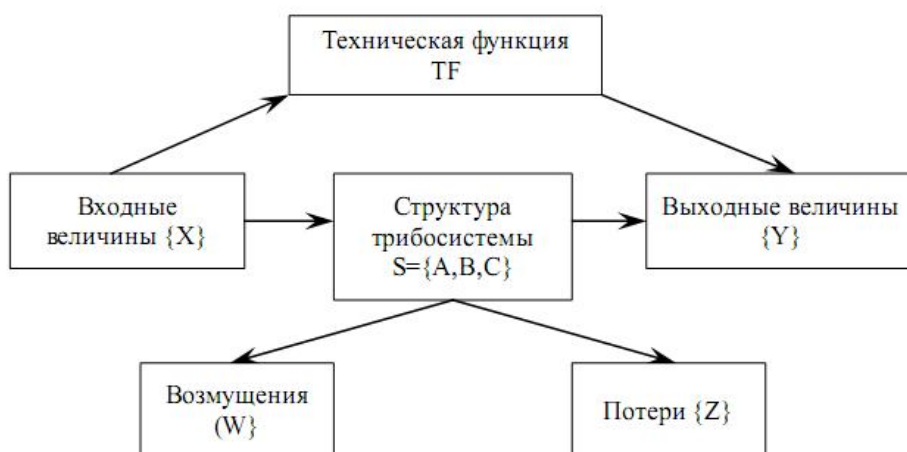 Техническая функция
TF
Входные
величины {X}
Структура
трибосистемы
S={A,B,C}
Выходные величины
{Y}
Возмущения
(W}
Потери {Z}